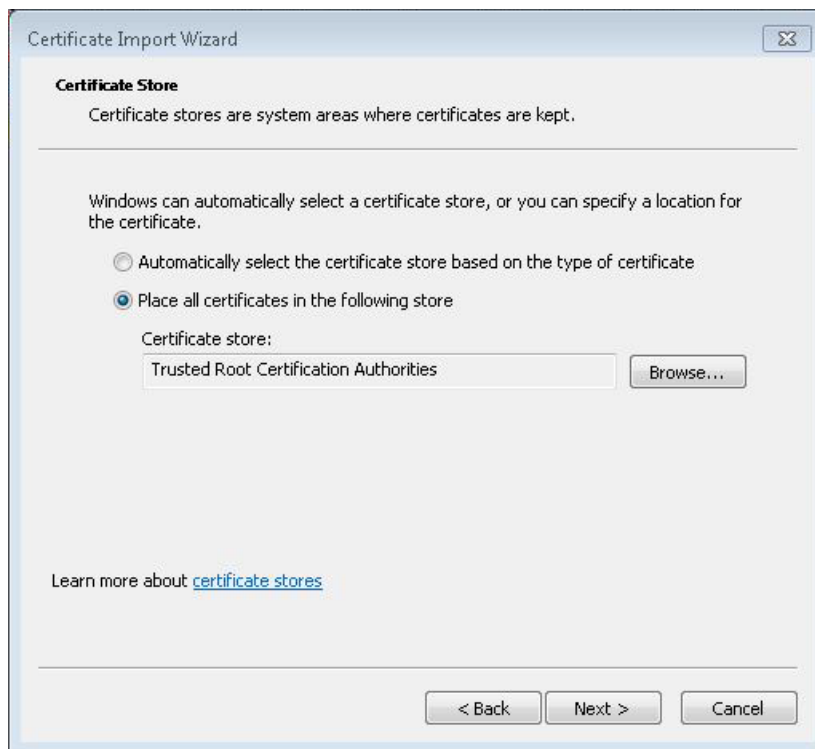 Certificate Import Wizard
Certificate Store
Certificate stores are system areas where certificates are kept.
Windows can automatically select a certificate store, or you can specify a location for
the certificate.
Automatically select the certificate store based on the type of certificate
Place all certificates in the following store
Certificate store:
Trusted Root Certification Authorities
Browse...
Learn more about certificate stores
< Back
Next >
Cancel